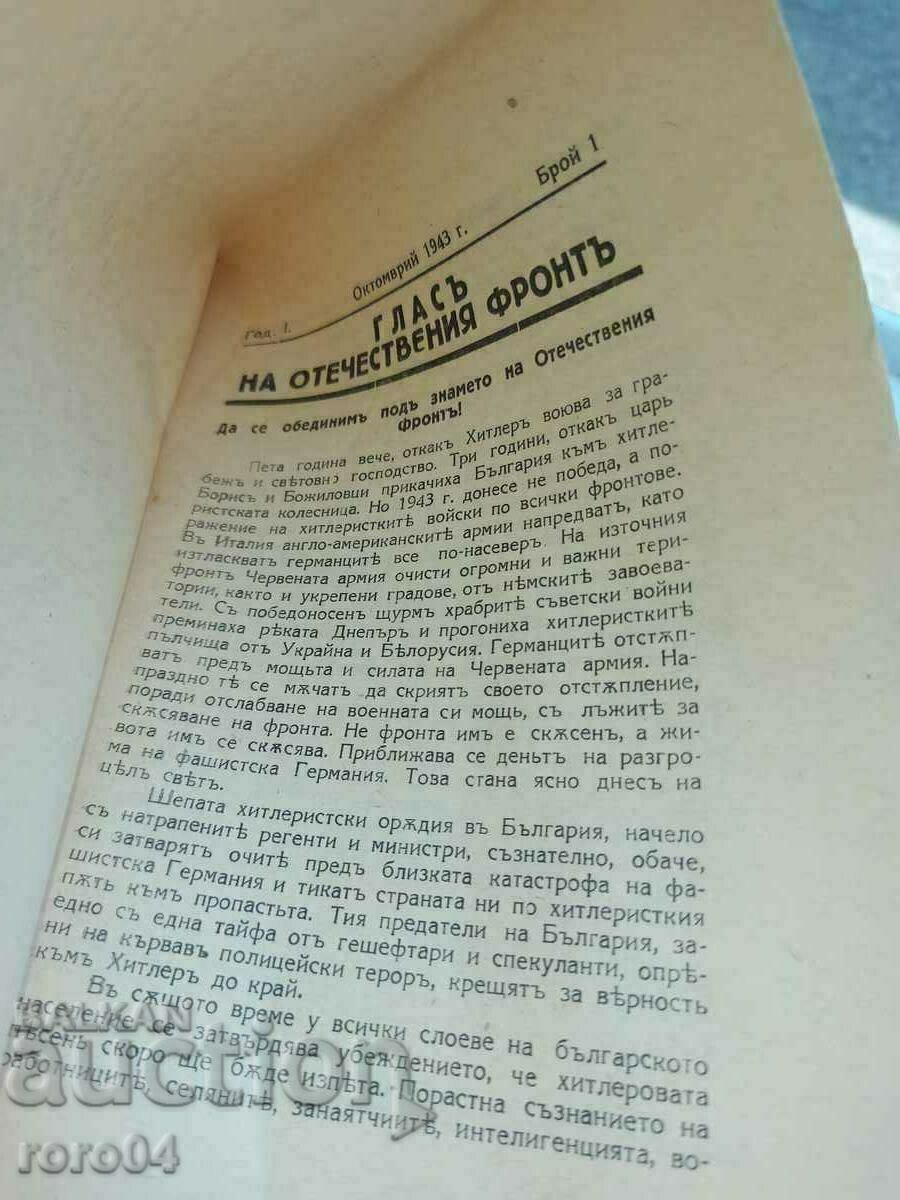 Год. I. Октомврий 1943 г. Брой 1
ГЛАСЪ
НА ОТЕЧЕСТВЕНИЯ ФРОНТЪ
Да се обединимъ подъ знамето на Отечествения
фронтъ!
Пета година вече, откакъ Хитлеръ воюва за гра-
бежъ и свѣтовно господство. Три години, откакъ царь
Борисъ и Божиловци прикачиха България къмъ хитле-
ристската колесница. Но 1943 г. донесе не победа, а по-
ражение на хитлеристкитѣ войски по всички фронтове.
Въ Италия англо-американскитѣ армии напредватъ, като
изтласкватъ германцитѣ все по-насеверъ. На източния
фронтъ Червената армия очисти огромни и важни тери-
тории, както и укрепени градове, отъ нѣмскитѣ завоева-
тели. Съ победоносен щурмъ храбритѣ съветски войни
преминаха рѣката Днепъръ и прогониха хитлеристкитѣ
пълчища отъ Украйна и Бѣлорусия. Германцитѣ отстѫп-
ватъ предъ мощьта и силата на Червената армия. На-
праздно тѣ се мѫчатъ да скриятъ своето отстѫпление,
поради отслабване на военната си мощь, съ лъжитѣ за
скѫсяване на фронта. Не фронта имъ е скѫсенъ, а жи-
вота имъ се скѫсява. Приближава се деньтъ на разгро-
ма на фашистска Германия. Това стана ясно днесъ на
цѣлъ свѣтъ.
Шепата хитлеристски орѫдия въ България, начело
съ натрапенитѣ регенти и министри, съзнателно, обаче,
си затварятъ очитѣ предъ близката катастрофа на фа-
шистска Германия и тикатъ страната ни по хитлеристкия
пѫть къмъ пропастьта. Тия предатели на България, за-
едно съ една тайфа отъ гешефтари и спекуланти, опрѣ-
ни на кървавъ полицейски тероръ, крещятъ за вѣрность
къмъ Хитлеръ до край.
Въ сѫщото време у всички слоеве на българското
население се затвърдява убеждението, че хитлеровата
пѣсень скоро ще бѫде изпѣта. Порастна съзнанието на
работницитѣ, селянитѣ, занаятчиитѣ, интелигенцията, во-
BALKAN
auction
roro04